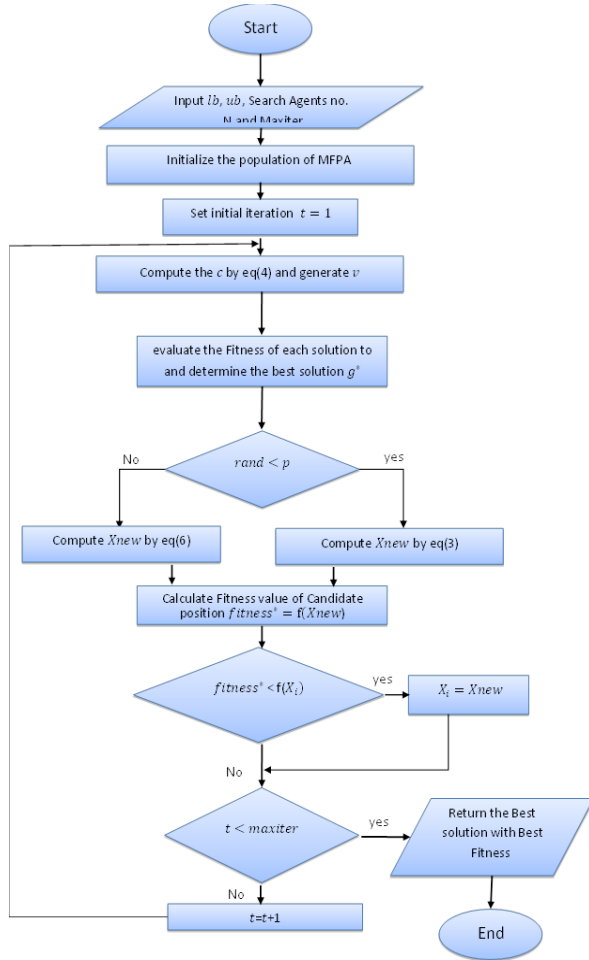 Start
Input lb, ub, Search Agents no.
N and Maxiter
Initialize the population of MFPA
Set initial iteration t = 1
Compute the c by eq(4) and generate v
evaluate the Fitness of each solution to
and determine the best solution g*
rand < p
No
yes
Compute Xnew by eq(6)
Compute Xnew by eq(3)
Calculate Fitness value of Candidate
position fitness* = f(Xnew)
fitness* < f(Xᵢ)
yes
Xᵢ = Xnew
No
t < maxiter
yes
Return the Best
solution with Best
Fitness
No
t=t+1
End